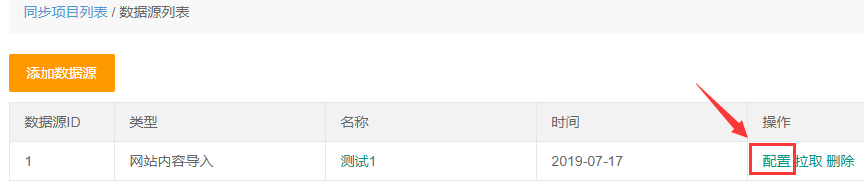 同步项目列表 / 数据源列表
添加数据源
数据源ID 类型 名称 时间 操作
1 网站内容导入 测试1 2019-07-17 配置 拉取 删除